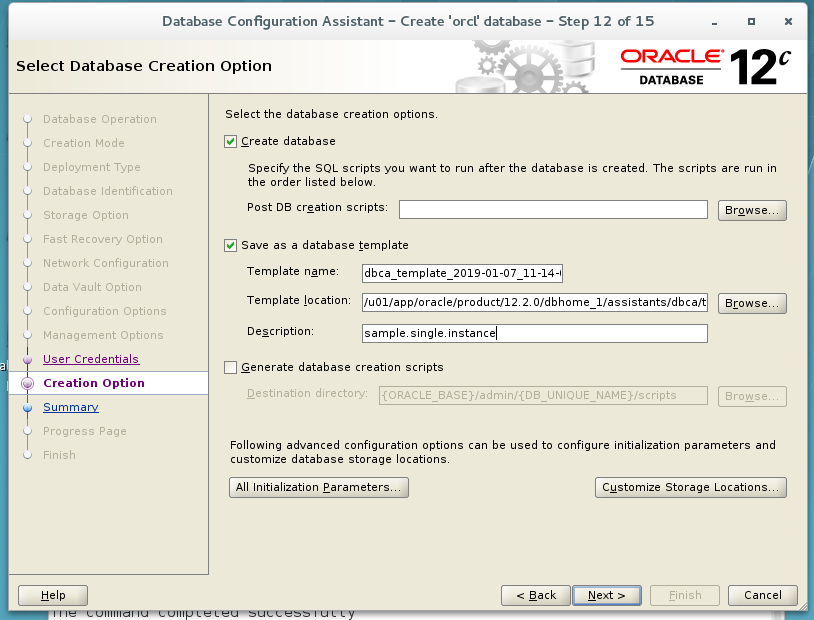 Database Configuration Assistant – Create 'orcl' database – Step 12 of 15
Select Database Creation Option
ORACLE
DATABASE
12c
Database Operation
Creation Mode
Deployment Type
Database Identification
Storage Option
Fast Recovery Option
Network Configuration
Data Vault Option
Configuration Options
Management Options
User Credentials
Creation Option
Summary
Progress Page
Finish
Select the database creation options.
Create database
Specify the SQL scripts you want to run after the database is created. The scripts are run in
the order listed below.
Post DB creation scripts:
Browse...
Save as a database template
Template name: dbca_template_2019-01-07_11-14-
Template location: /u01/app/oracle/product/12.2.0/dbhome_1/assistants/dbca/t
Browse...
Description: sample.single.instance
Generate database creation scripts
Destination directory: {ORACLE_BASE}/admin/{DB_UNIQUE_NAME}/scripts
Browse...
Following advanced configuration options can be used to configure initialization parameters and
customize database storage locations.
All Initialization Parameters... Customize Storage Locations...
Help < Back Next > Finish Cancel
The command completed successfully